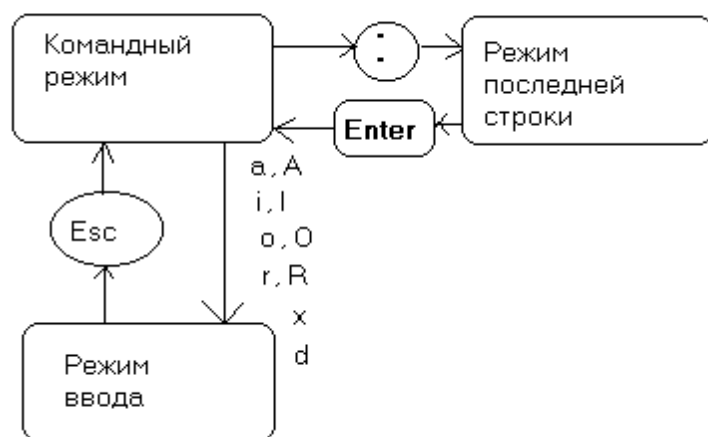 Командный
режим
:
Режим
последней
строки
Enter
a, A
i, I
o, O
r, R
x
d
Esc
Режим
ввода